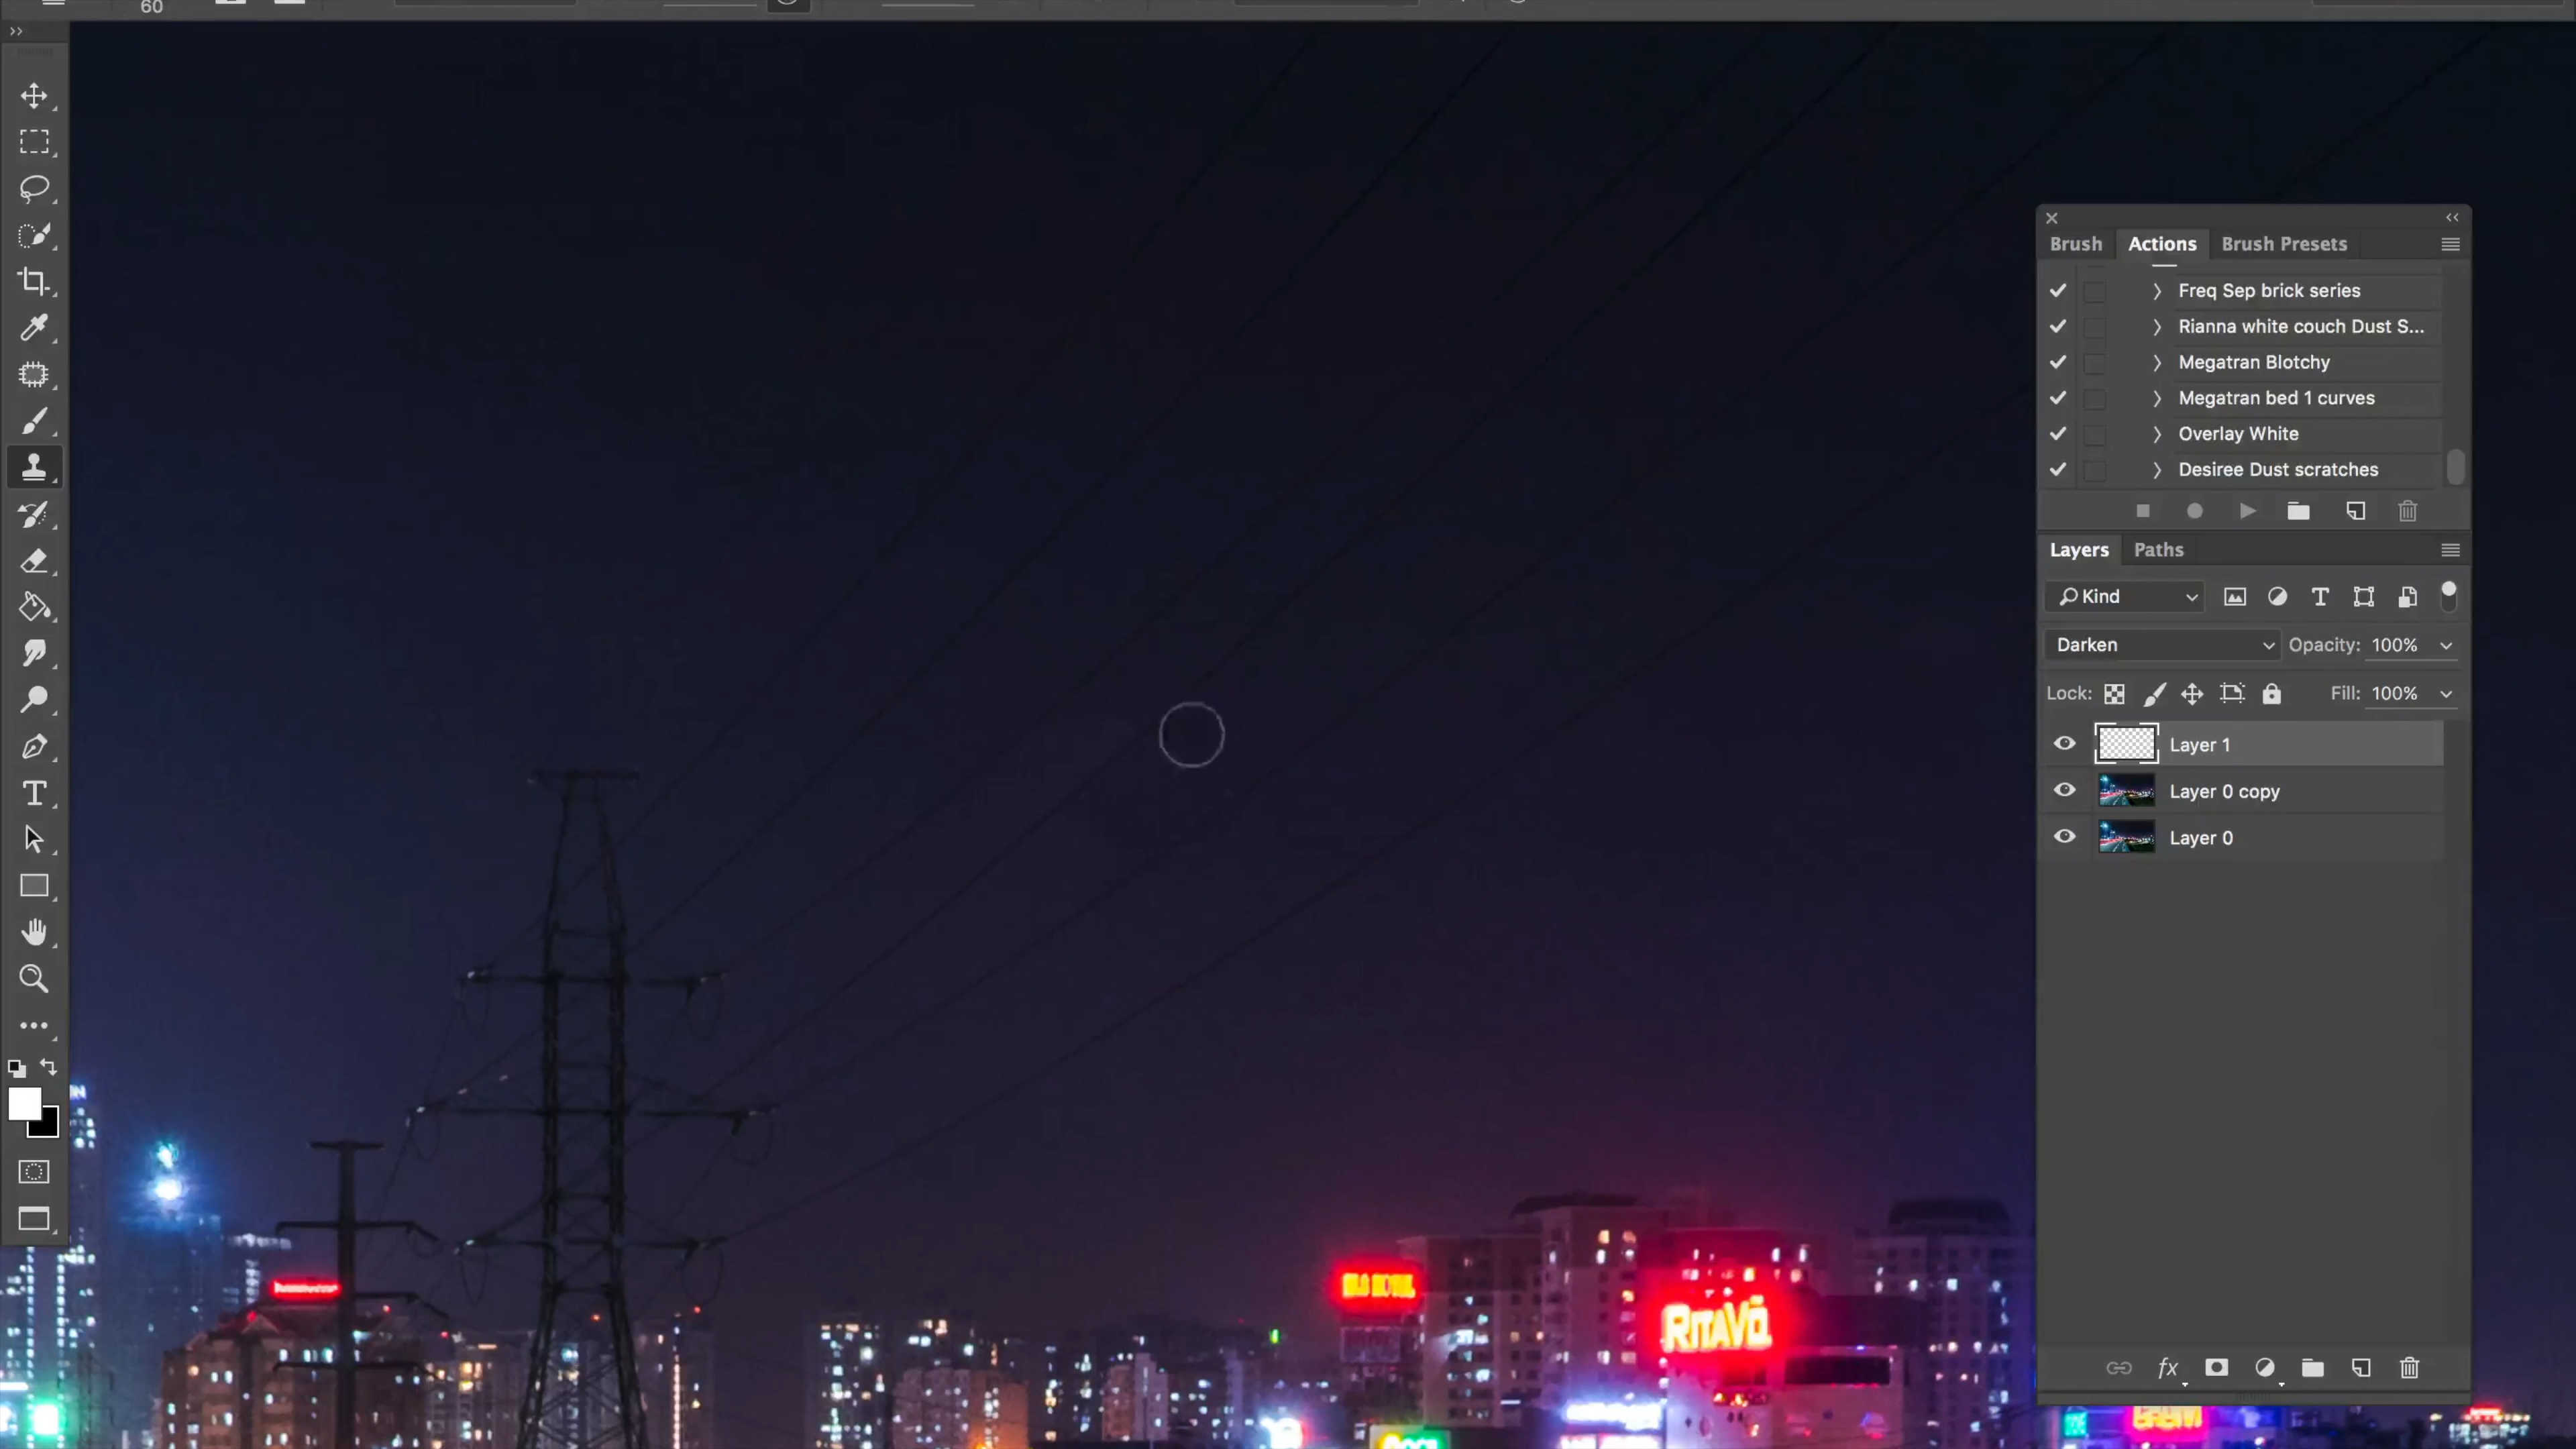 60
Brush Actions Brush Presets
Freq Sep brick series
Rianna white couch Dust S...
Megatran Blotchy
Megatran bed 1 curves
Overlay White
Desiree Dust scratches
Layers Paths
Kind
Darken Opacity: 100%
Lock: Fill: 100%
Layer 1
Layer 0 copy
Layer 0
fx
RITAVÕ